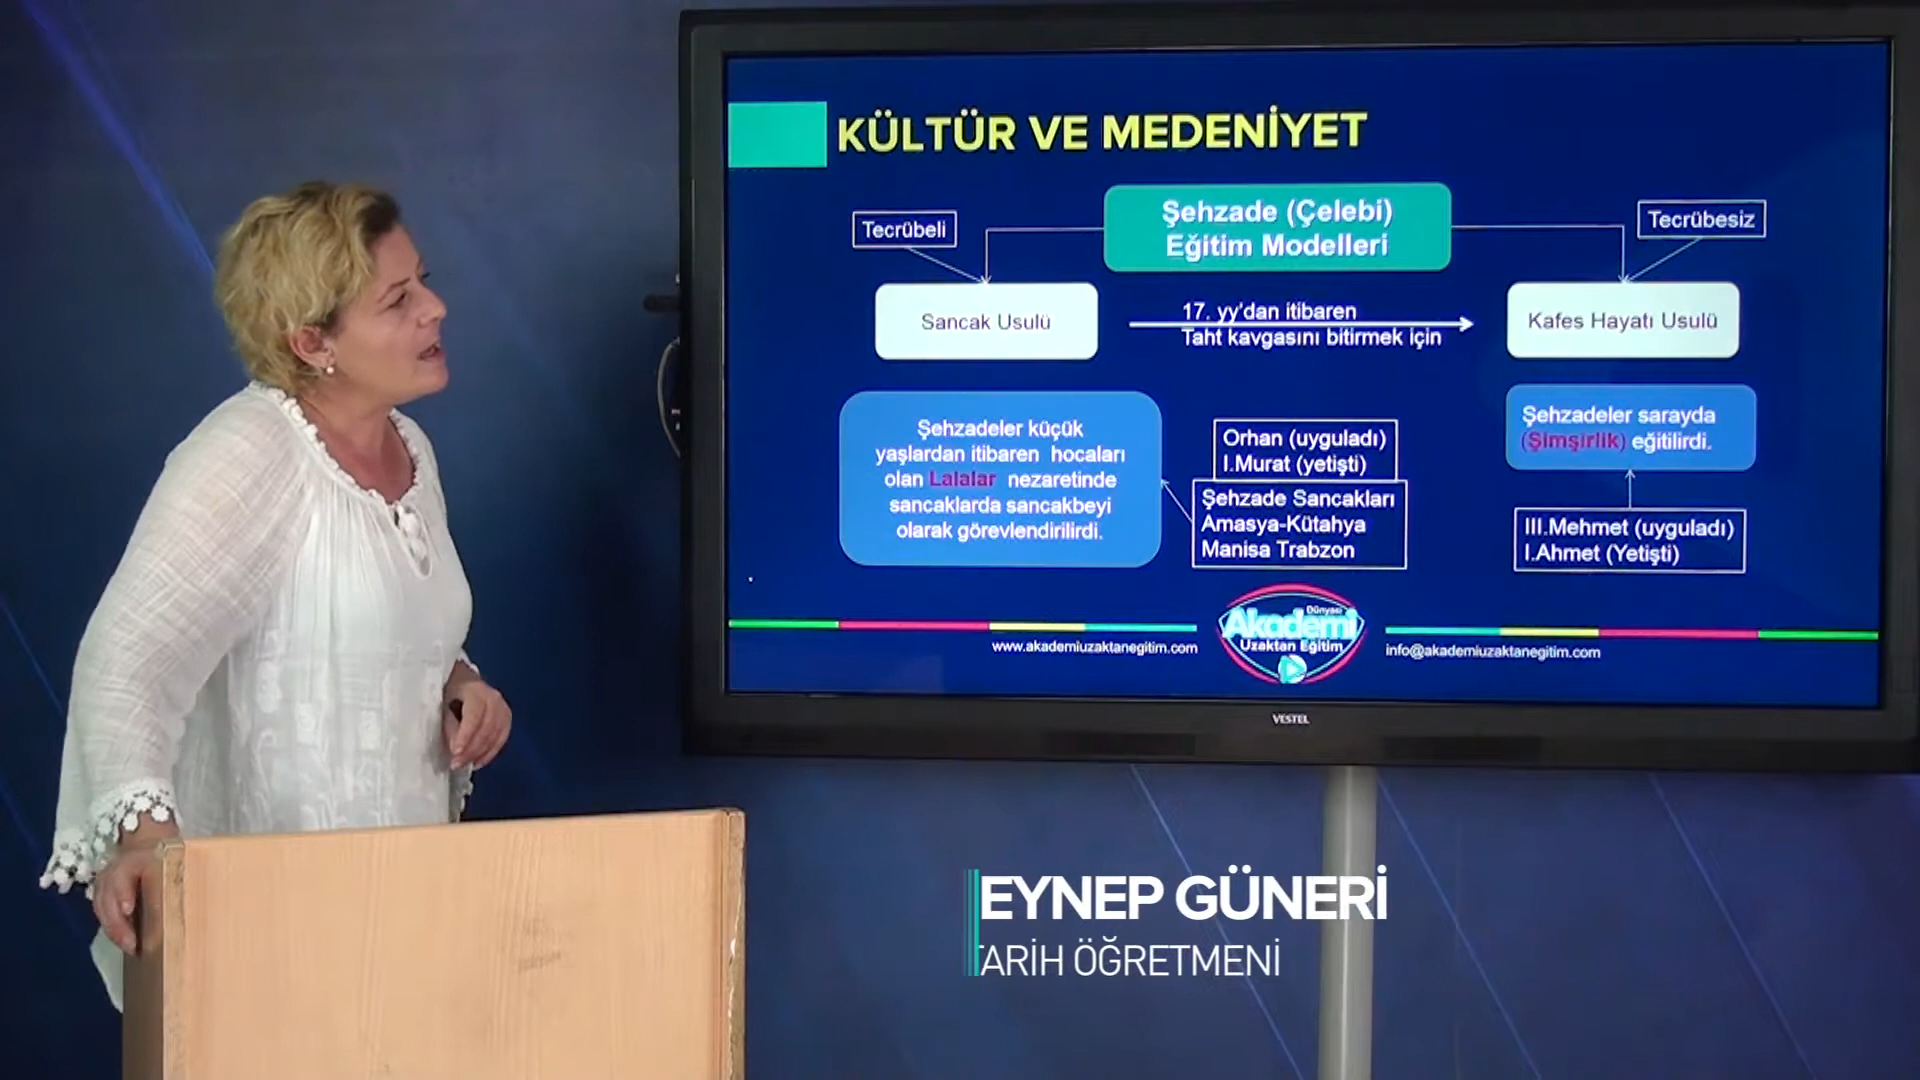 KÜLTÜR VE MEDENİYET
Şehzade (Çelebi)
Eğitim Modelleri
Tecrübeli
Tecrübesiz
Sancak Usulü
17. yy'dan itibaren
Taht kavgasını bitirmek için
Kafes Hayatı Usulü
Şehzadeler küçük
yaşlardan itibaren hocaları
olan Lalalar nezaretinde
sancaklarda sancakbeyi
olarak görevlendirilirdi.
Orhan (uyguladı)
I.Murat (yetişti)
Şehzade Sancakları
Amasya-Kütahya
Manisa Trabzon
Şehzadeler sarayda
(Şimşirlik) eğitilirdi.
III.Mehmet (uyguladı)
I.Ahmet (Yetişti)
www.akademiuzaktanegitim.com
Dünyası
Akademi
Uzaktan Eğitim
info@akademiuzaktanegitim.com
VESTEL
EYNEP GÜNERİ
ARİH ÖĞRETMENİ